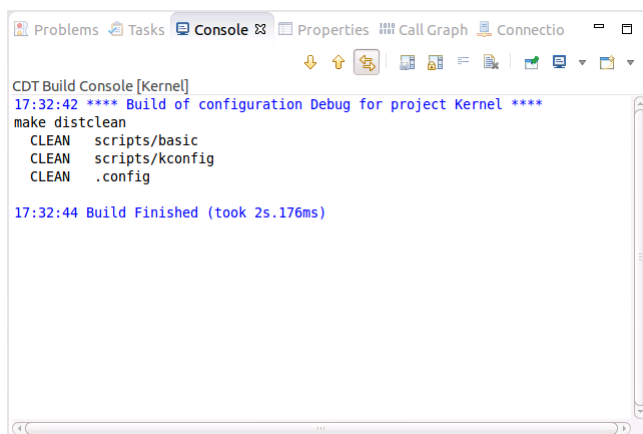 Problems Tasks Console Properties Call Graph Connectio
CDT Build Console [Kernel]
17:32:42 **** Build of configuration Debug for project Kernel ****
make distclean
CLEAN scripts/basic
CLEAN scripts/kconfig
CLEAN .config
17:32:44 Build Finished (took 2s.176ms)